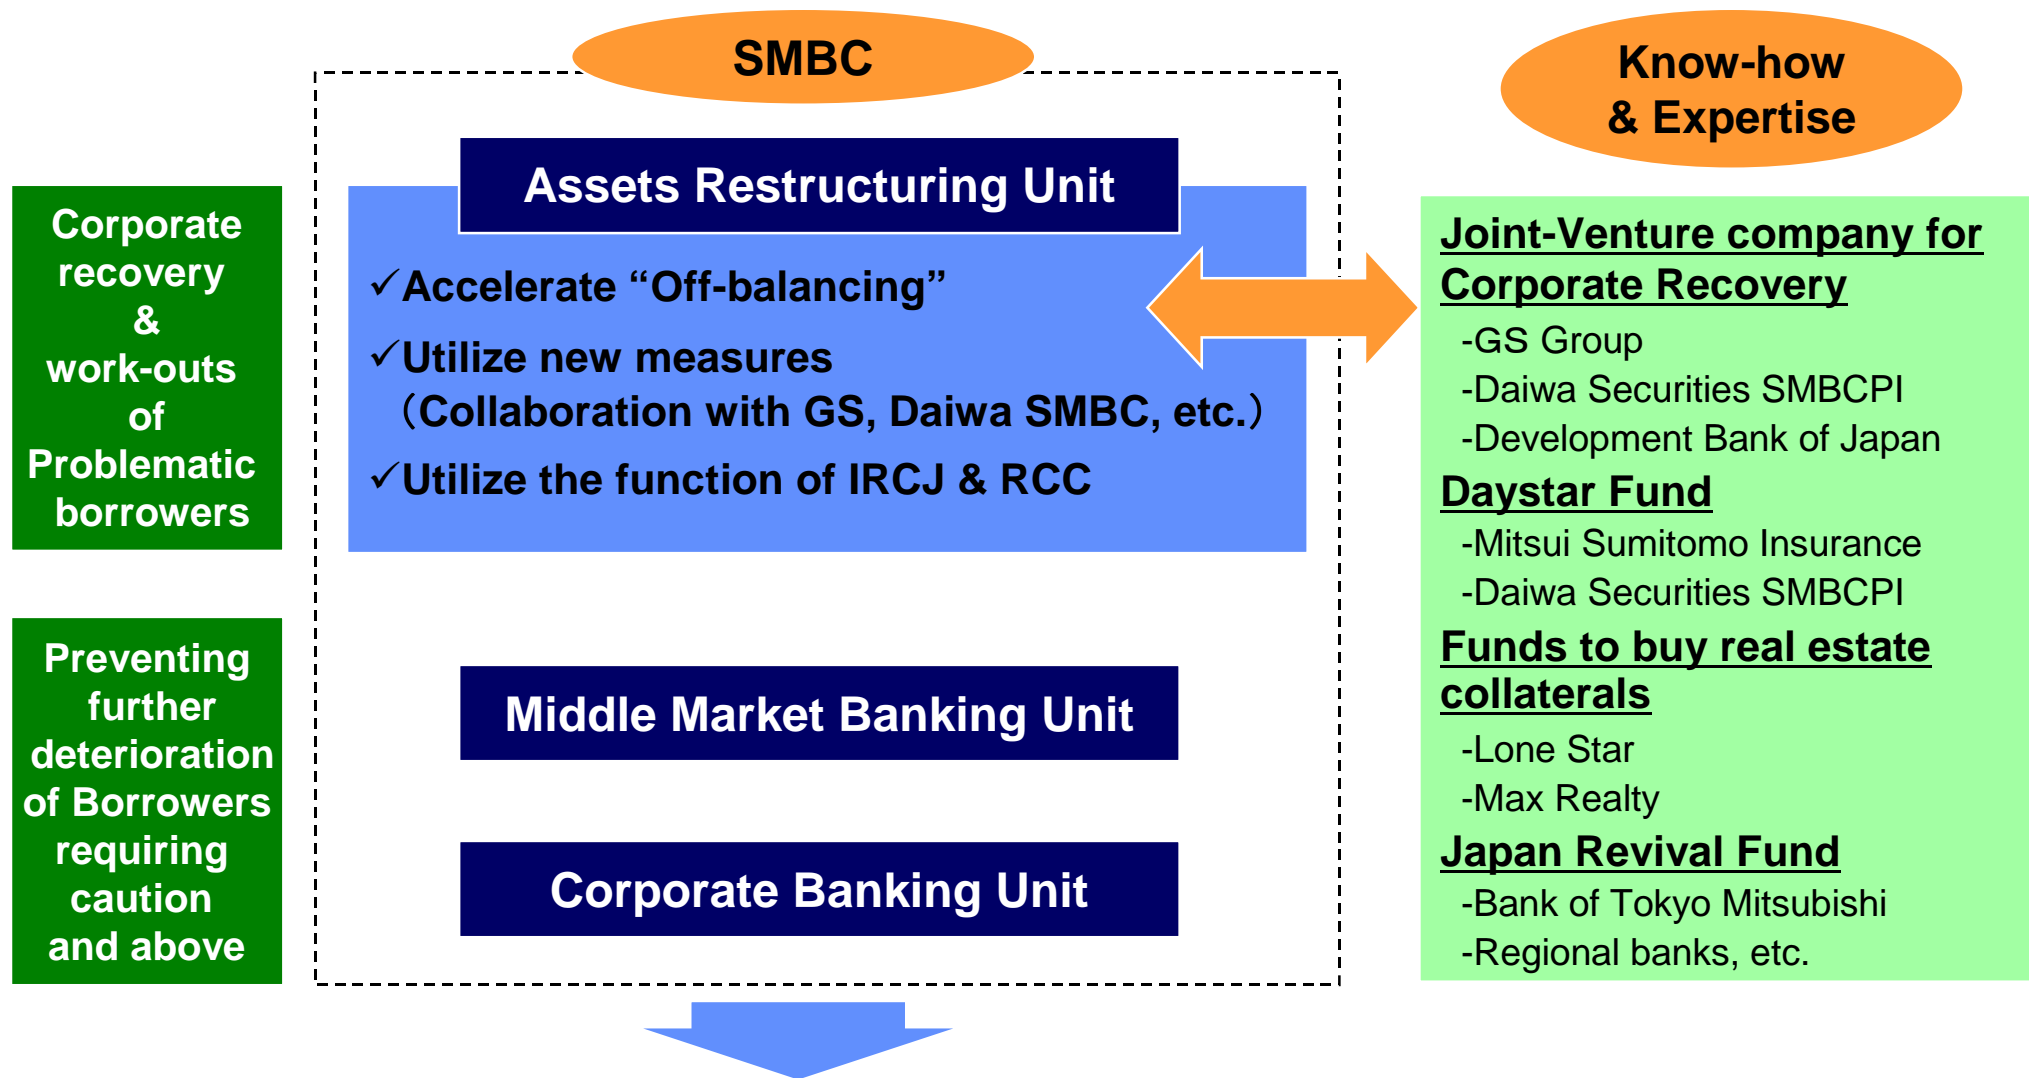 SMBC
Know-how
& Expertise
Corporate
recovery
&
work-outs
of
Problematic
borrowers
Assets Restructuring Unit
✓Accelerate “Off-balancing”
✓Utilize new measures
（Collaboration with GS, Daiwa SMBC, etc.）
✓Utilize the function of IRCJ & RCC
Joint-Venture company for
Corporate Recovery
-GS Group
-Daiwa Securities SMBCPI
-Development Bank of Japan
Daystar Fund
-Mitsui Sumitomo Insurance
-Daiwa Securities SMBCPI
Funds to buy real estate
collaterals
-Lone Star
-Max Realty
Japan Revival Fund
-Bank of Tokyo Mitsubishi
-Regional banks, etc.
Preventing
further
deterioration
of Borrowers
requiring
caution
and above
Middle Market Banking Unit
Corporate Banking Unit